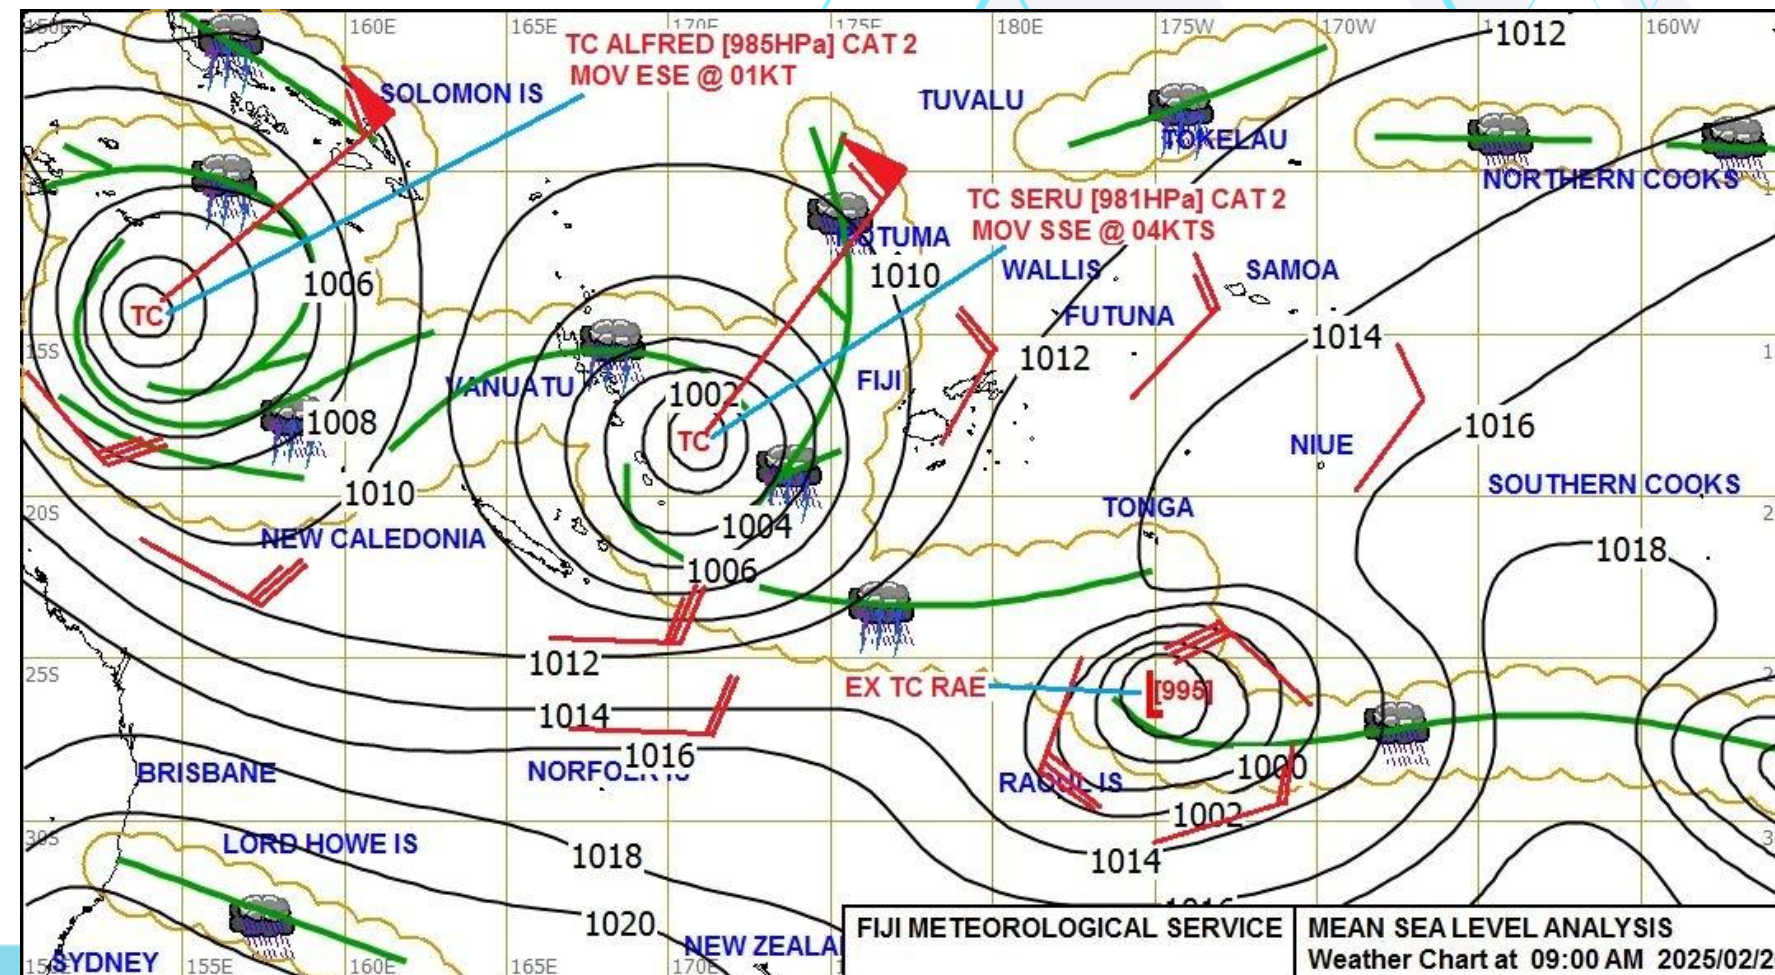 160E
165E
170E
175E
180E
175W
170W
160W
1012
TC ALFRED [985HPa] CAT 2
MOV ESE @ 01KT
SOLOMON IS
TUVALU
TOKELAU
NORTHERN COOKS
TC SERU [981HPa] CAT 2
MOV SSE @ 04KTS
1006
1010
WALLIS
SAMOA
TC
FUTUNA
1014
15S
1012
VANUATU
1002
FIJI
1008
TC
1016
NIUE
1010
SOUTHERN COOKS
20S
TONGA
1004
NEW CALEDONIA
1018
1006
1012
25S
EX TC RAE
L
[995]
1014
1016
BRISBANE
1000
RAOUL IS
1002
30S
LORD HOWE IS
1018
1014
1020
FIJI METEOROLOGICAL SERVICE
MEAN SEA LEVEL ANALYSIS
NEW ZEALA
Weather Chart at 09:00 AM 2025/02/2
SYDNEY
155E
160E
165E
170E